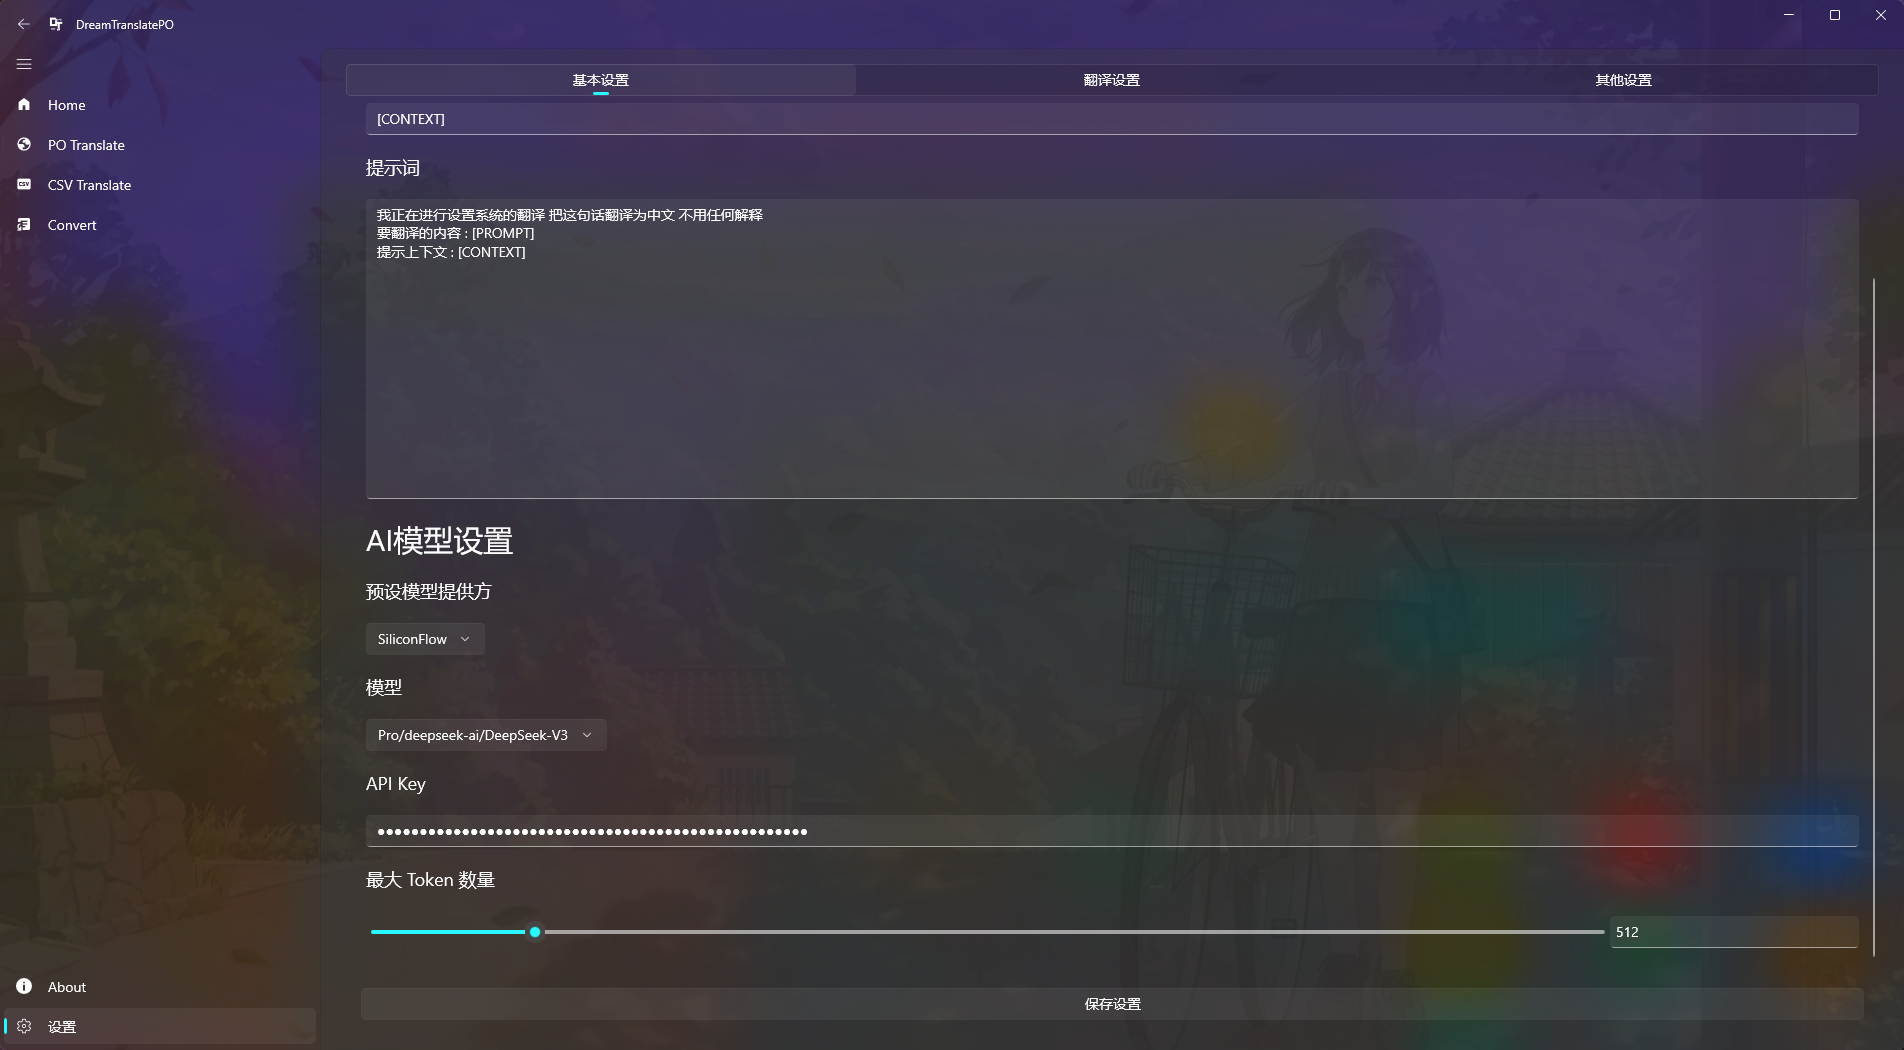 DreamTranslatePO
Home
PO Translate
CSV Translate
Convert
About
设置
基本设置
翻译设置
其他设置
[CONTEXT]
提示词
我正在进行设置系统的翻译 把这句话翻译为中文 不用任何解释
要翻译的内容 : [PROMPT]
提示上下文 : [CONTEXT]
AI模型设置
预设模型提供方
SiliconFlow
模型
Pro/deepseek-ai/DeepSeek-V3
API Key
最大 Token 数量
512
保存设置